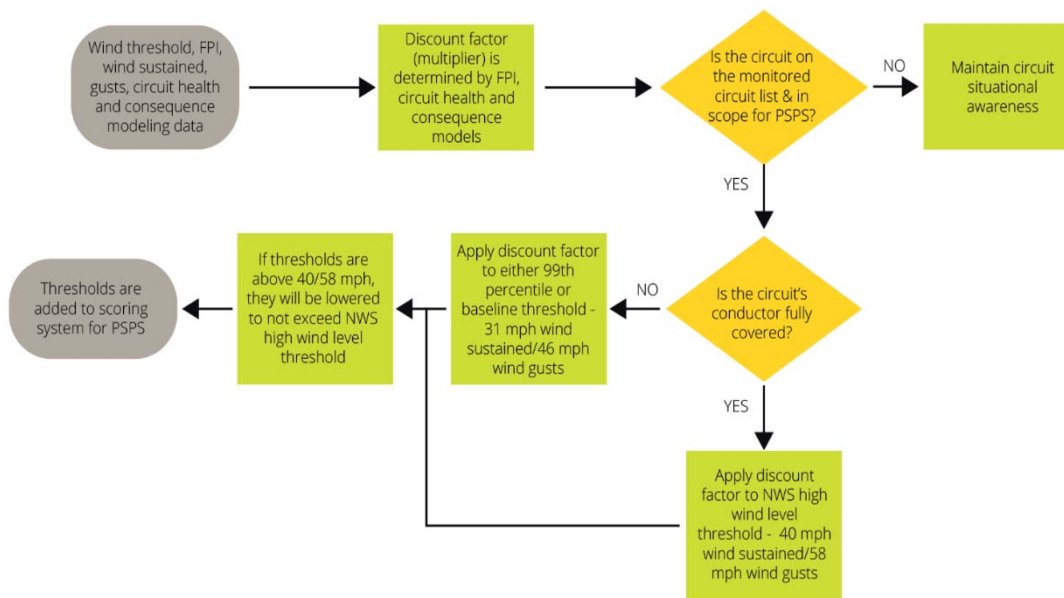 Wind threshold, FPI,
wind sustained,
gusts, circuit health
and consequence
modeling data
Discount factor
(multiplier) is
determined by FPI,
circuit health and
consequence
models
Is the circuit on
the monitored
circuit list & in
scope for PSPS?
NO
Maintain circuit
situational
awareness
YES
Thresholds are
added to scoring
system for PSPS
If thresholds are
above 40/58 mph,
they will be lowered
to not exceed NWS
high wind level
threshold
Apply discount factor
to either 99th
percentile or
baseline threshold -
31 mph wind
sustained/46 mph
wind gusts
NO
Is the circuit's
conductor fully
covered?
YES
Apply discount
factor to NWS high
wind level
threshold - 40 mph
wind sustained/58
mph wind gusts